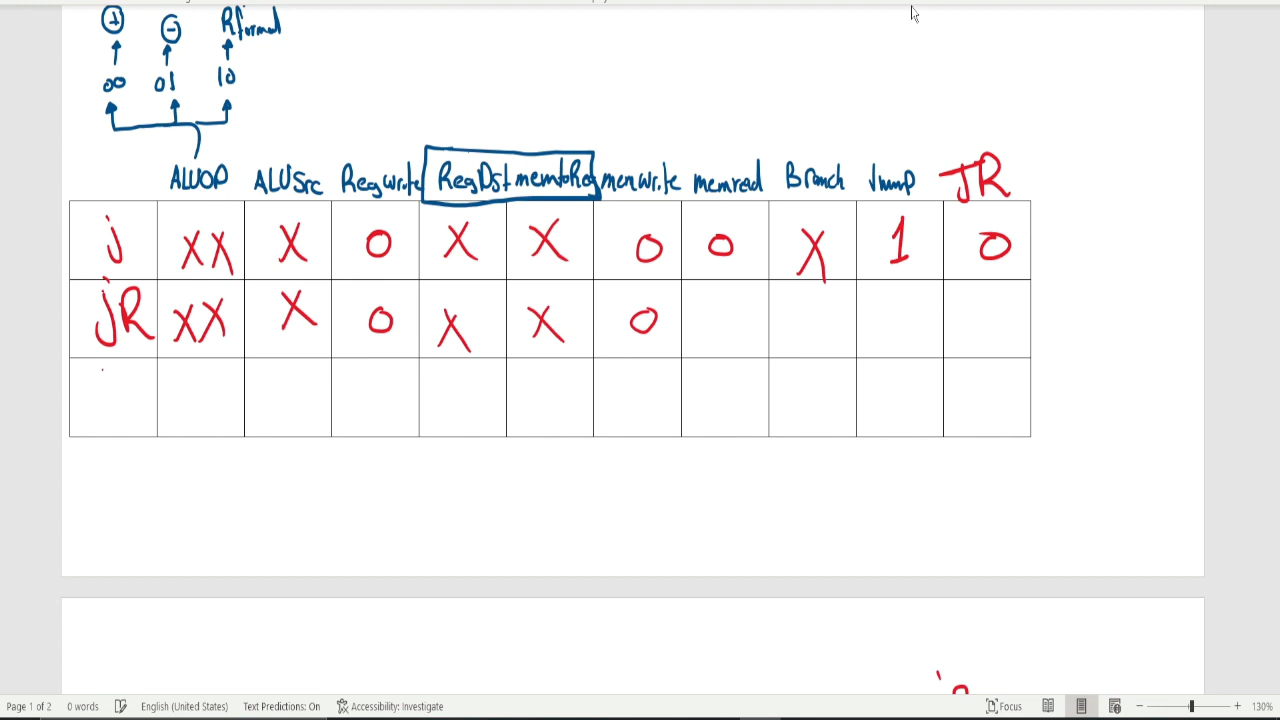 + - Rformat
00 01 10
ALUOP ALUSrc Regwrite RegDst memtoReg memwrite memread Branch Jump JR
j XX X 0 X X 0 0 X 1 0
jR XX X 0 X X 0
Page 1 of 2 0 words English (United States) Text Predictions: On Accessibility: Investigate Focus 130%